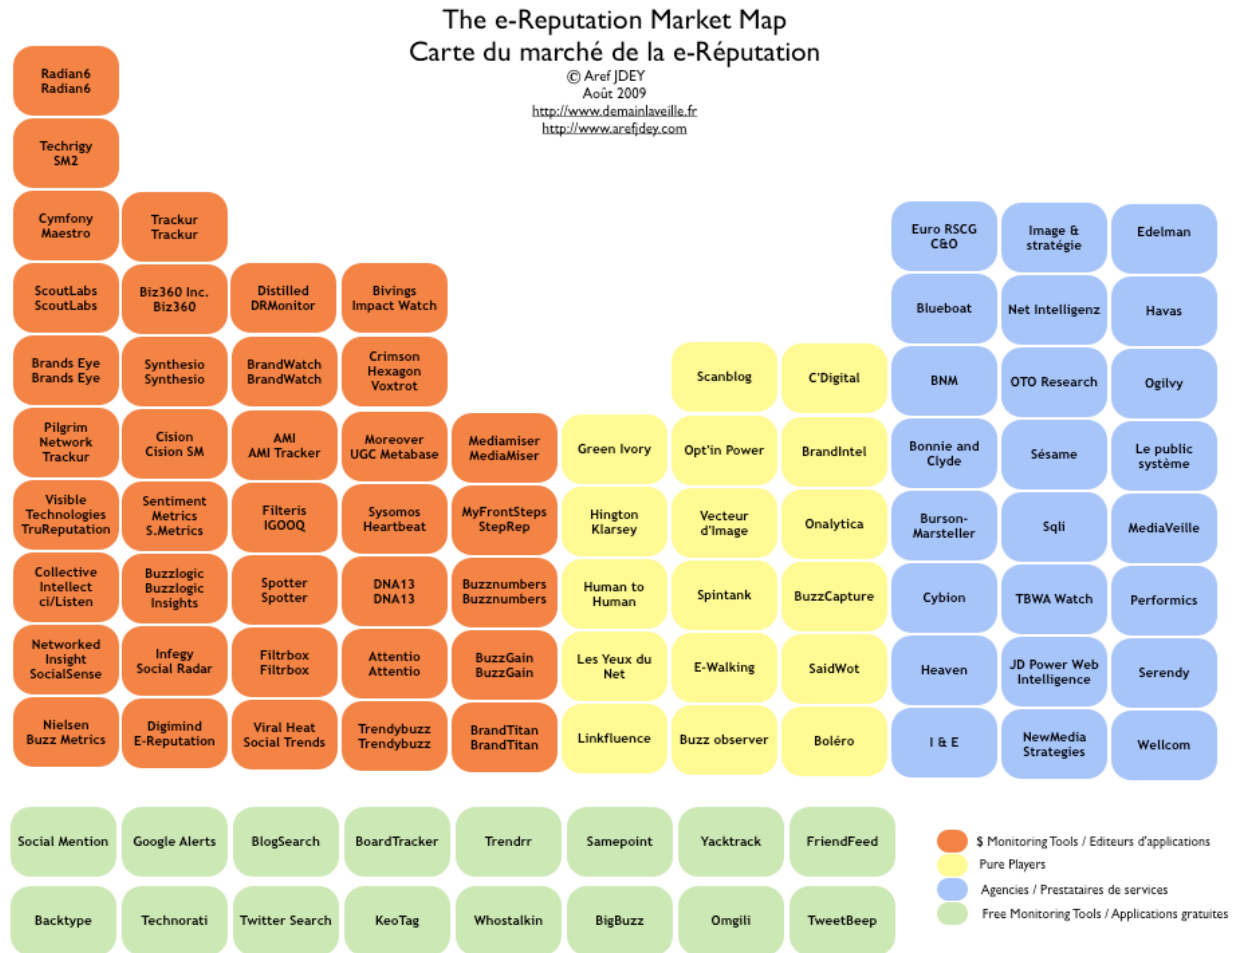 The e-Reputation Market Map
Carte du marché de la e-Réputation
© Aref JDEY
Août 2009
http://www.demainlaveille.fr
http://www.arefjdey.com
Radian6
Radian6
Techrigy
SM2
Cymfony
Maestro
Trackur
Trackur
Euro RSCG
C&O
Image &
stratégie
Edelman
ScoutLabs
ScoutLabs
Biz360 Inc.
Biz360
Distilled
DRMonitor
Bivings
Impact Watch
Blueboat
Net Intelligenz
Havas
Brands Eye
Brands Eye
Synthesio
Synthesio
BrandWatch
BrandWatch
Crimson
Hexagon
Voxtrot
Scanblog
C'Digital
BNM
OTO Research
Ogilvy
Pilgrim
Network
Trackur
Cision
Cision SM
AMI
AMI Tracker
Moreover
UGC Metabase
Mediamiser
MediaMiser
Green Ivory
Opt'in Power
BrandIntel
Bonnie and
Clyde
Sésame
Le public
système
Visible
Technologies
TruReputation
Sentiment
Metrics
S.Metrics
Filteris
IGOOQ
Sysomos
Heartbeat
MyFrontSteps
StepRep
Hington
Klarsey
Vecteur
d'Image
Onalytica
Burson-
Marsteller
Sqli
MediaVeille
Collective
Intellect
ci/Listen
Buzzlogic
Buzzlogic
Insights
Spotter
Spotter
DNA13
DNA13
Buzznumbers
Buzznumbers
Human to
Human
Spintank
BuzzCapture
Cybion
TBWA Watch
Performics
Networked
Insight
SocialSense
Infegy
Social Radar
Filtrbox
Filtrbox
Attentio
Attentio
BuzzGain
BuzzGain
Les Yeux du
Net
E-Walking
SaidWot
Heaven
JD Power Web
Intelligence
Serendy
Nielsen
Buzz Metrics
Digimind
E-Reputation
Viral Heat
Social Trends
Trendybuzz
Trendybuzz
BrandTitan
BrandTitan
Linkfluence
Buzz observer
Boléro
I & E
NewMedia
Strategies
Wellcom
Social Mention
Google Alerts
BlogSearch
BoardTracker
Trendrr
Samepoint
Yacktrack
FriendFeed
Backtype
Technorati
Twitter Search
KeoTag
Whostalkin
BigBuzz
Omgili
TweetBeep
$ Monitoring Tools / Editeurs d'applications
Pure Players
Agencies / Prestataires de services
Free Monitoring Tools / Applications gratuites